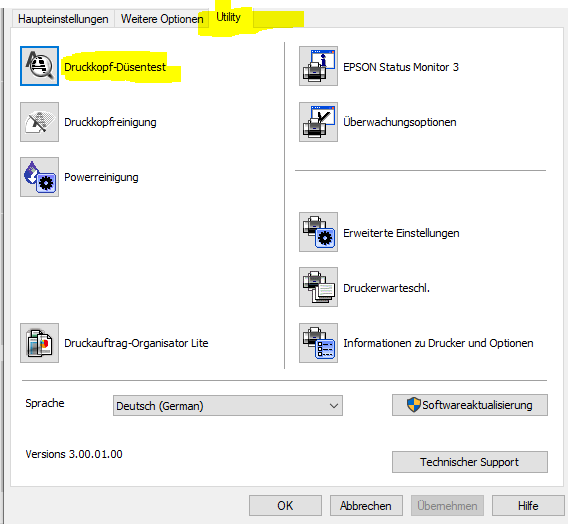 Haupteinstellungen
Weitere Optionen
Utility
Druckkopf-Düsentest
EPSON Status Monitor 3
Druckkopfreinigung
Überwachungsoptionen
Powerreinigung
Erweiterte Einstellungen
Druckerwarteschl.
Druckauftrag-Organisator Lite
Informationen zu Drucker und Optionen
Sprache
Deutsch (German)
Softwareaktualisierung
Versions 3.00.01.00
Technischer Support
OK
Abbrechen
Übernehmen
Hilfe